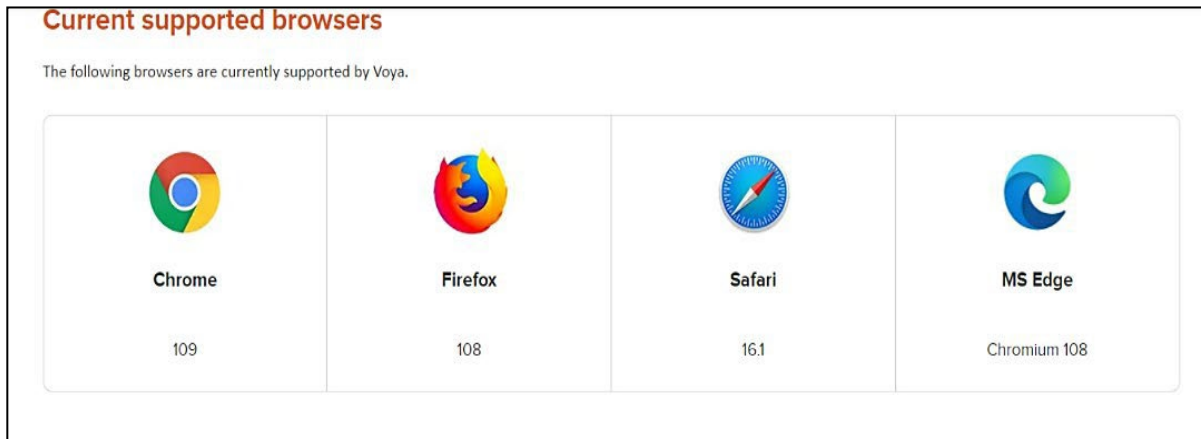 Current supported browsers
The following browsers are currently supported by Voya.
Chrome
Firefox
Safari
MS Edge
109
108
16.1
Chromium 108